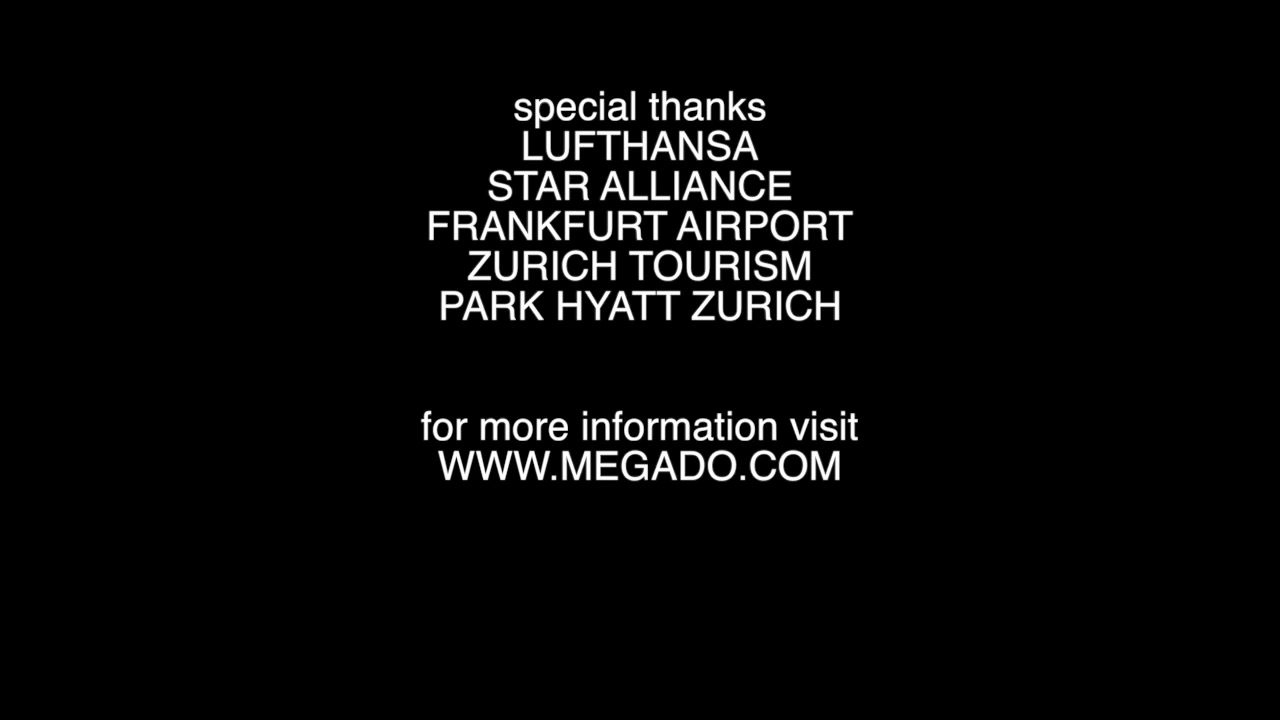 special thanks
LUFTHANSA
STAR ALLIANCE
FRANKFURT AIRPORT
ZURICH TOURISM
PARK HYATT ZURICH
for more information visit
WWW.MEGADO.COM